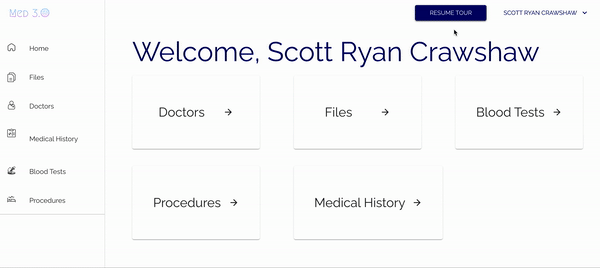 Med 3.0
RESUME TOUR
SCOTT RYAN CRAWSHAW
Welcome, Scott Ryan Crawshaw
Home
Files
Doctors
Medical History
Blood Tests
Procedures
Doctors
Files
Blood Tests
Procedures
Medical History